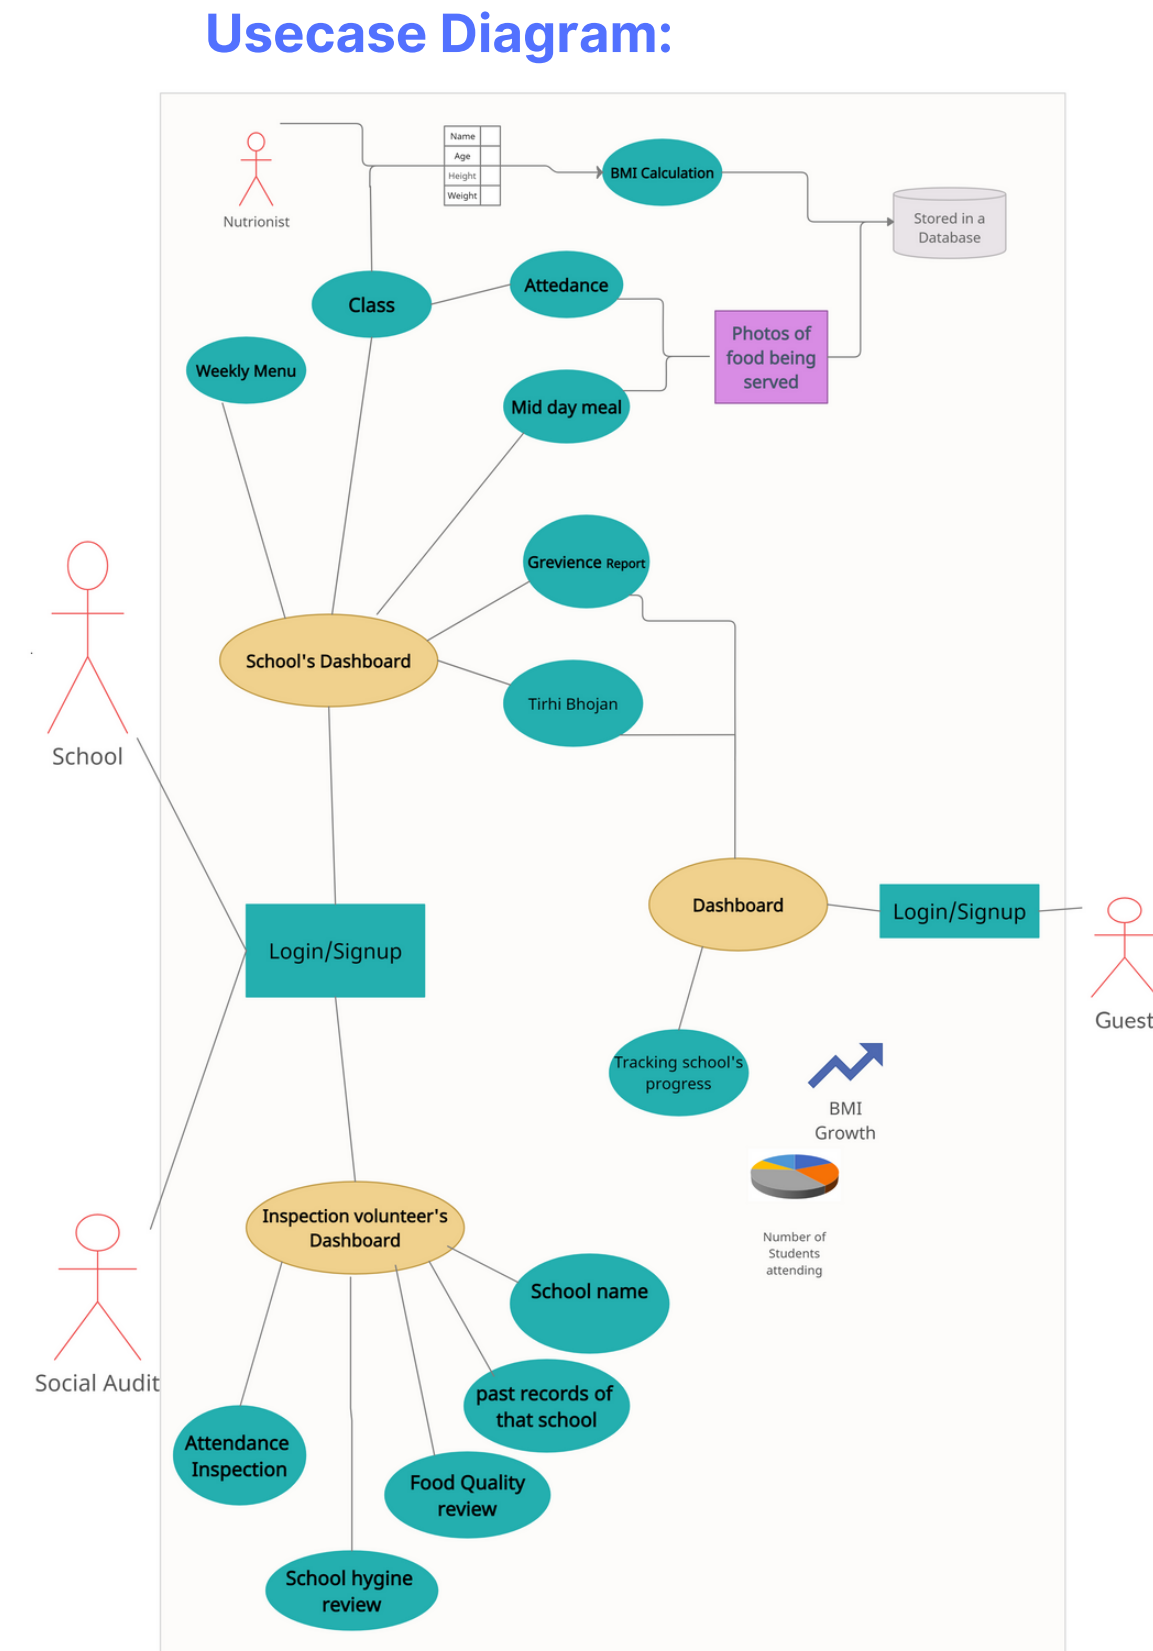 Usecase Diagram:
Name
Age
Height
Weight
BMI Calculation
Nutrionist
Stored in a
Database
Class
Attedance
Photos of
food being
served
Weekly Menu
Mid day meal
Grevience Report
School's Dashboard
Tirhi Bhojan
School
Dashboard
Login/Signup
Login/Signup
Guest
Tracking school's
progress
BMI
Growth
Number of
Students
attending
Inspection volunteer's
Dashboard
School name
Social Audit
past records of
that school
Attendance
Inspection
Food Quality
review
School hygine
review